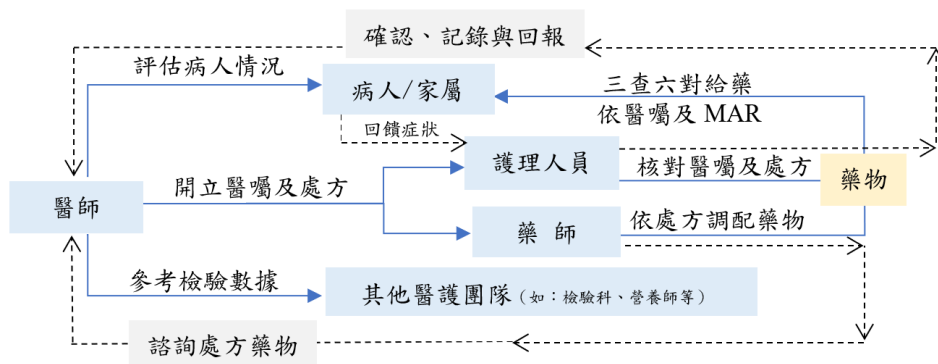 確認、記錄與回報
評估病人情況
病人/家屬
三查六對給藥
依醫囑及 MAR
回饋症狀
護理人員
核對醫囑及處方
藥物
醫師
開立醫囑及處方
藥 師
依處方調配藥物
參考檢驗數據
其他醫護團隊（如：檢驗科、營養師等）
諮詢處方藥物